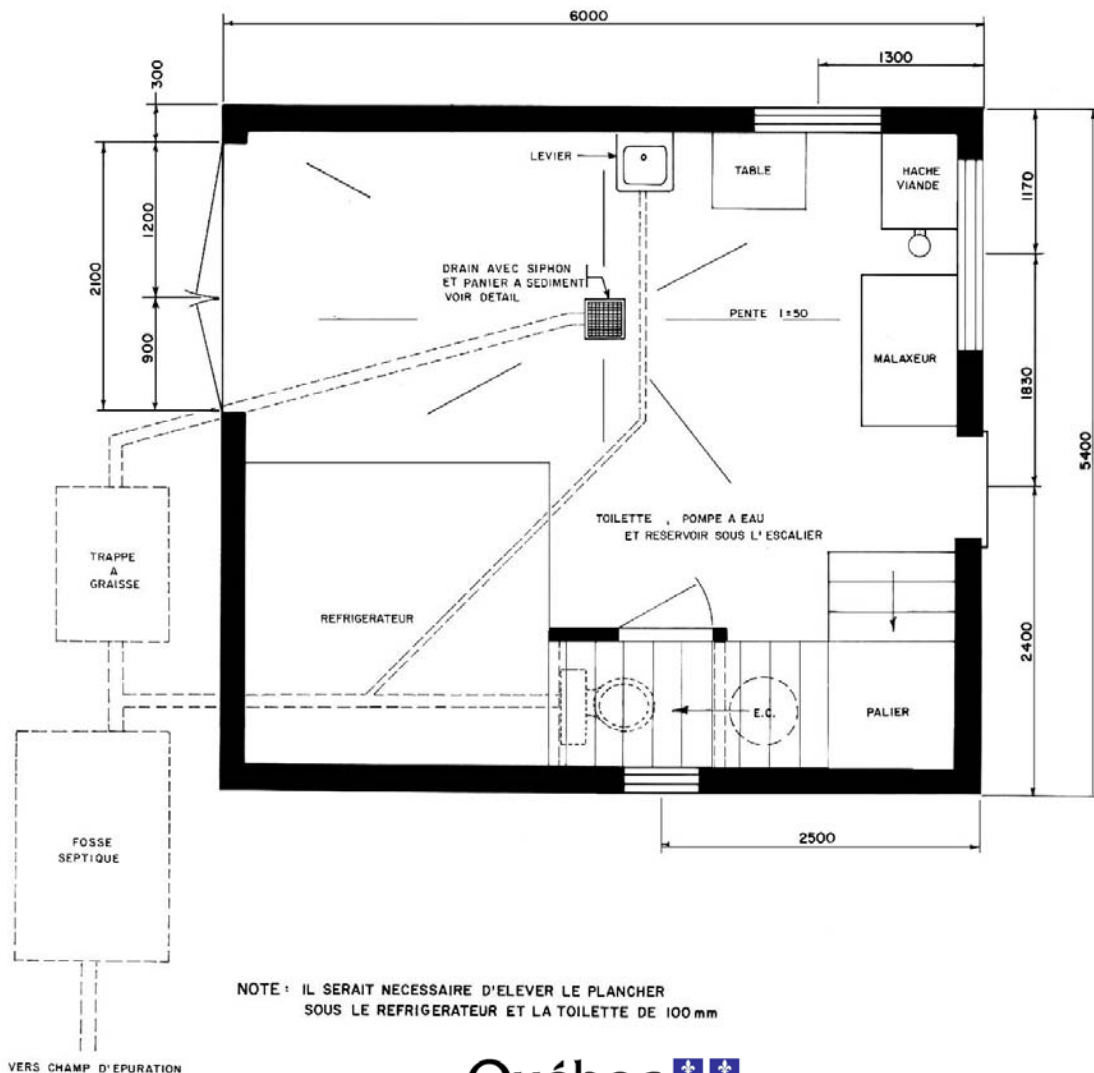 6000
1300
300
LEVIER
TABLE
HACHE
VIANDE
1170
1200
2100
DRAIN AVEC SIPHON
ET PANIER A SEDIMENT
VOIR DETAIL
PENTE 1=50
900
MALAXEUR
1830
5400
TOILETTE , POMPE A EAU
ET RESERVOIR SOUS L'ESCALIER
TRAPPE
A
GRAISSE
REFRIGERATEUR
2400
E.C.
PALIER
FOSSE
SEPTIQUE
2500
NOTE : IL SERAIT NECESSAIRE D'ELEVER LE PLANCHER
SOUS LE REFRIGERATEUR ET LA TOILETTE DE 100 mm
VERS CHAMP D'EPURATION
Québec